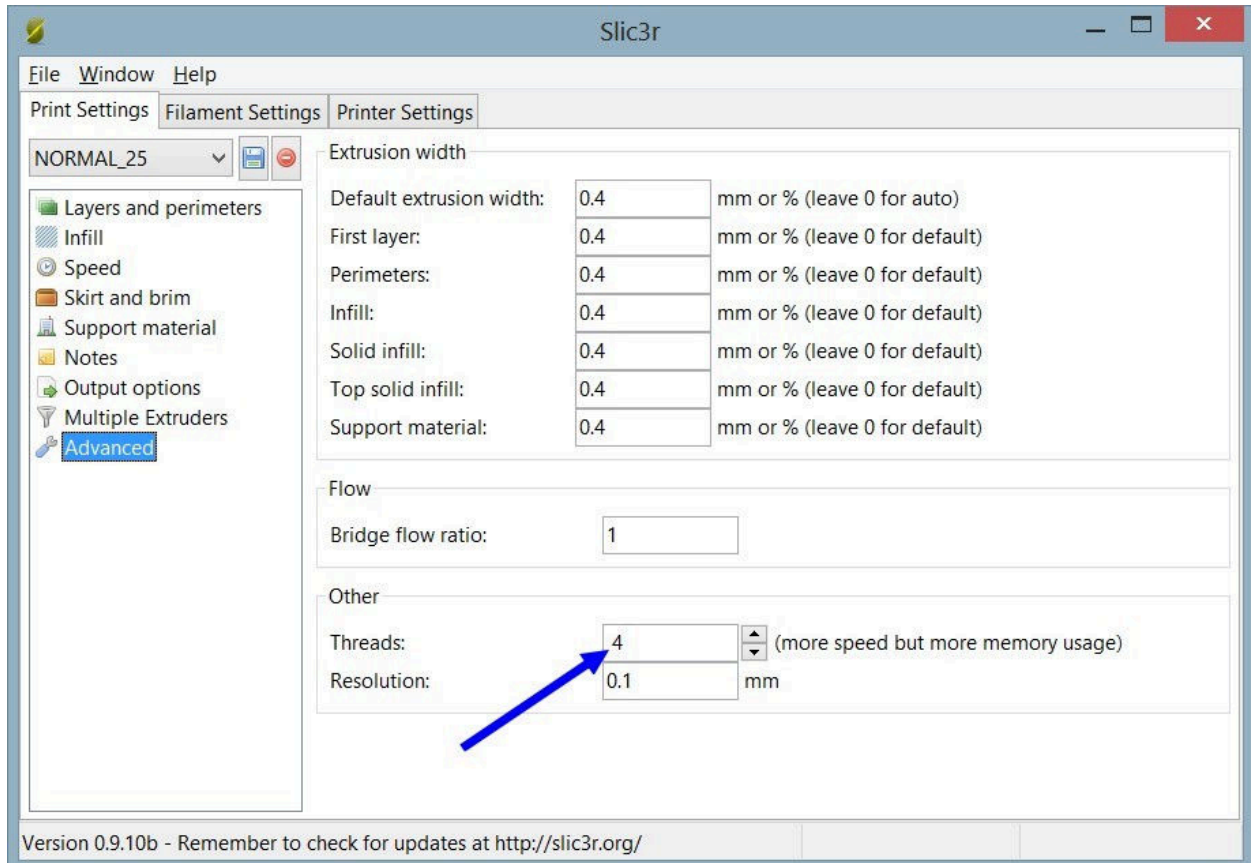 Slic3r
File Window Help
Print Settings Filament Settings Printer Settings
NORMAL_25
Layers and perimeters
Infill
Speed
Skirt and brim
Support material
Notes
Output options
Multiple Extruders
Advanced
Extrusion width
Default extrusion width: 0.4 mm or % (leave 0 for auto)
First layer: 0.4 mm or % (leave 0 for default)
Perimeters: 0.4 mm or % (leave 0 for default)
Infill: 0.4 mm or % (leave 0 for default)
Solid infill: 0.4 mm or % (leave 0 for default)
Top solid infill: 0.4 mm or % (leave 0 for default)
Support material: 0.4 mm or % (leave 0 for default)
Flow
Bridge flow ratio: 1
Other
Threads: 4 (more speed but more memory usage)
Resolution: 0.1 mm
Version 0.9.10b - Remember to check for updates at http://slic3r.org/